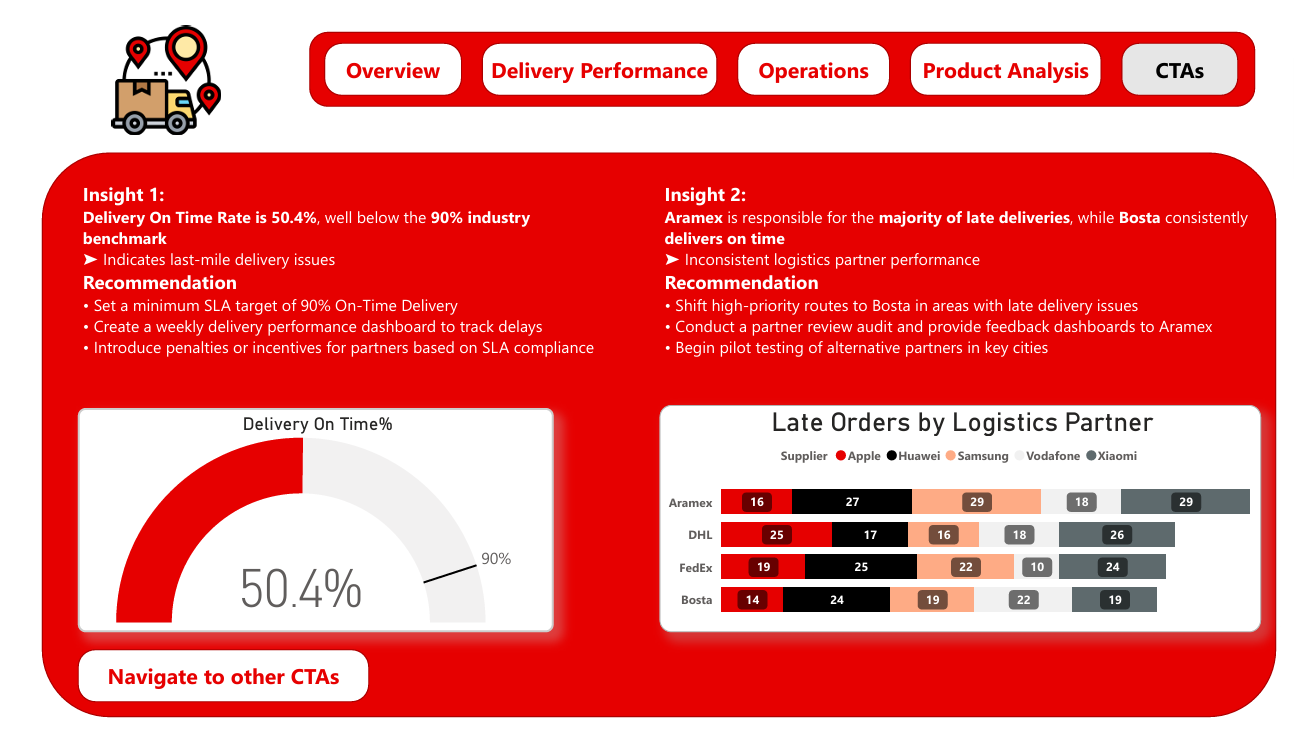 Overview
Delivery Performance
Operations
Product Analysis
CTAs
Insight 1:
Delivery On Time Rate is 50.4%, well below the 90% industry
benchmark
➤ Indicates last-mile delivery issues
Recommendation
• Set a minimum SLA target of 90% On-Time Delivery
• Create a weekly delivery performance dashboard to track delays
• Introduce penalties or incentives for partners based on SLA compliance
Insight 2:
Aramex is responsible for the majority of late deliveries, while Bosta consistently
delivers on time
➤ Inconsistent logistics partner performance
Recommendation
• Shift high-priority routes to Bosta in areas with late delivery issues
• Conduct a partner review audit and provide feedback dashboards to Aramex
• Begin pilot testing of alternative partners in key cities
Delivery On Time%
90%
50.4%
Late Orders by Logistics Partner
Supplier Apple Huawei Samsung Vodafone Xiaomi
Aramex 16 27 29 18 29
DHL 25 17 16 18 26
FedEx 19 25 22 10 24
Bosta 14 24 19 22 19
Navigate to other CTAs